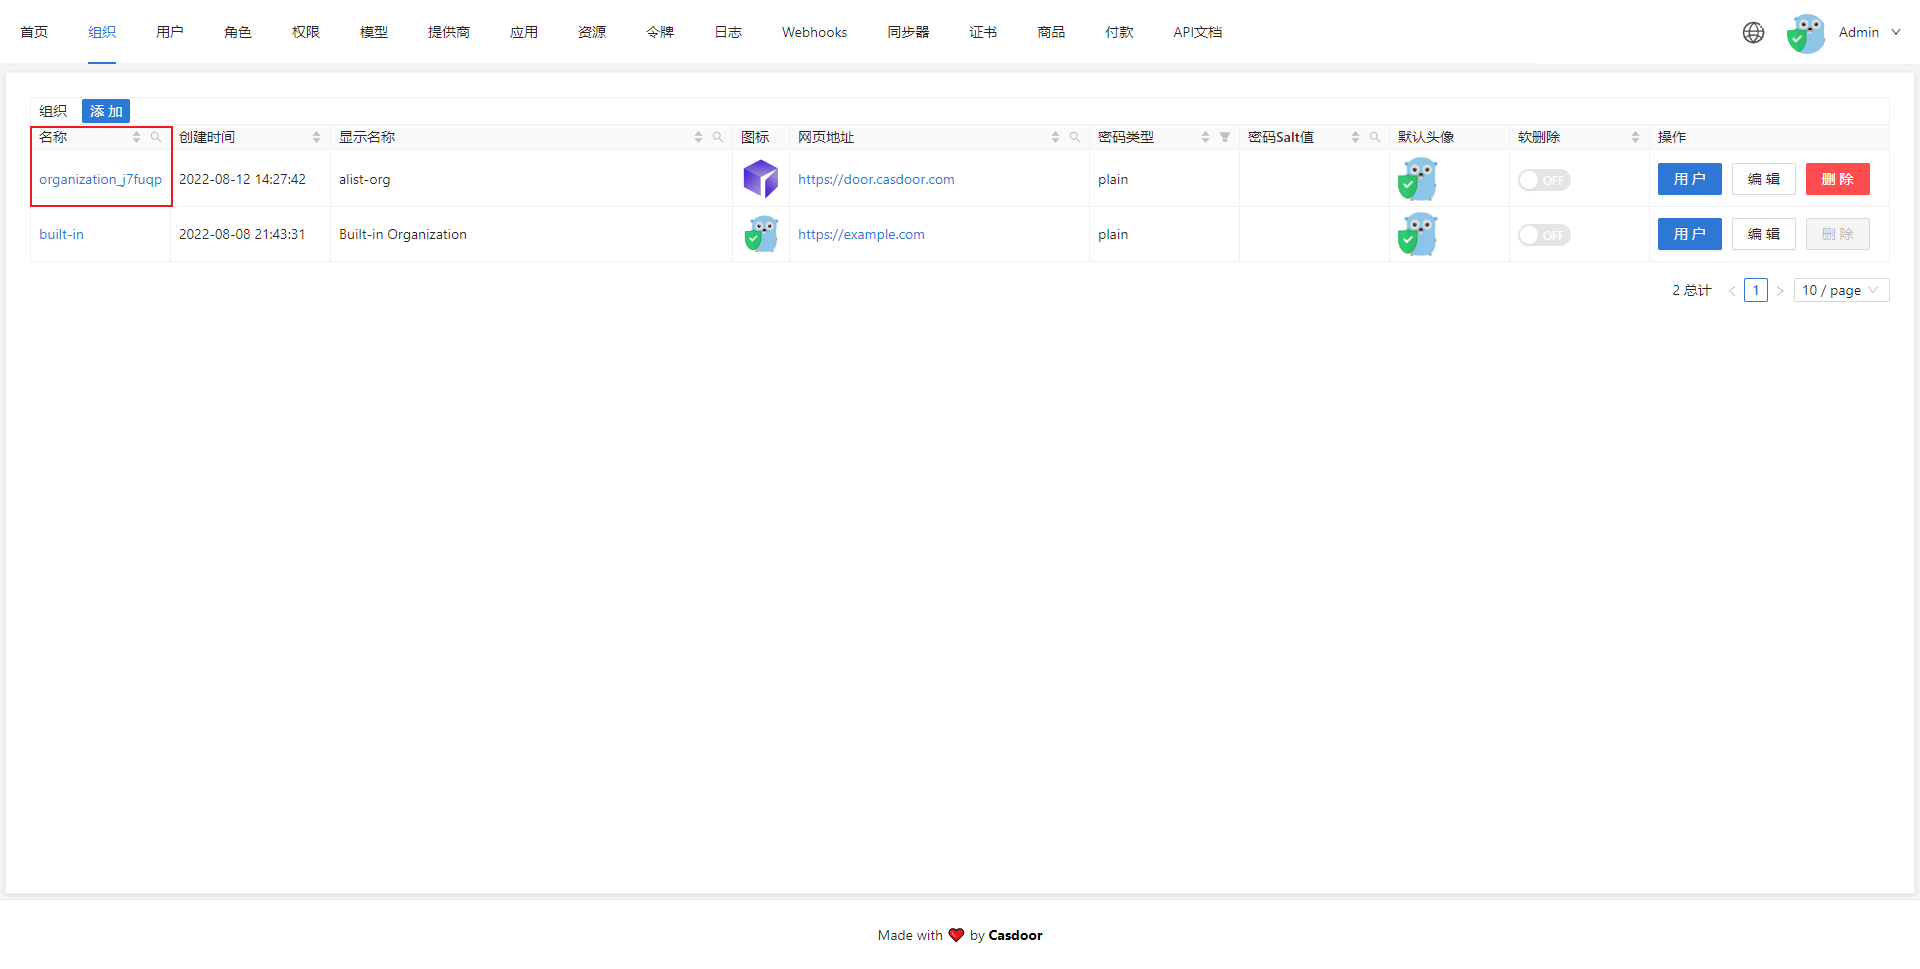 首页 组织 用户 角色 权限 模型 提供商 应用 资源 令牌 日志 Webhooks 同步器 证书 商品 付款 API文档 Admin
组织 添 加
名称 创建时间 显示名称 图标 网页地址 密码类型 密码Salt值 默认头像 软删除 操作
organization_j7fuqp 2022-08-12 14:27:42 alist-org https://door.casdoor.com plain OFF 用 户 编 辑 删 除
built-in 2022-08-08 21:43:31 Built-in Organization https://example.com plain OFF 用 户 编 辑 删 除
2 总计 < 1 > 10 / page
Made with ❤ by Casdoor